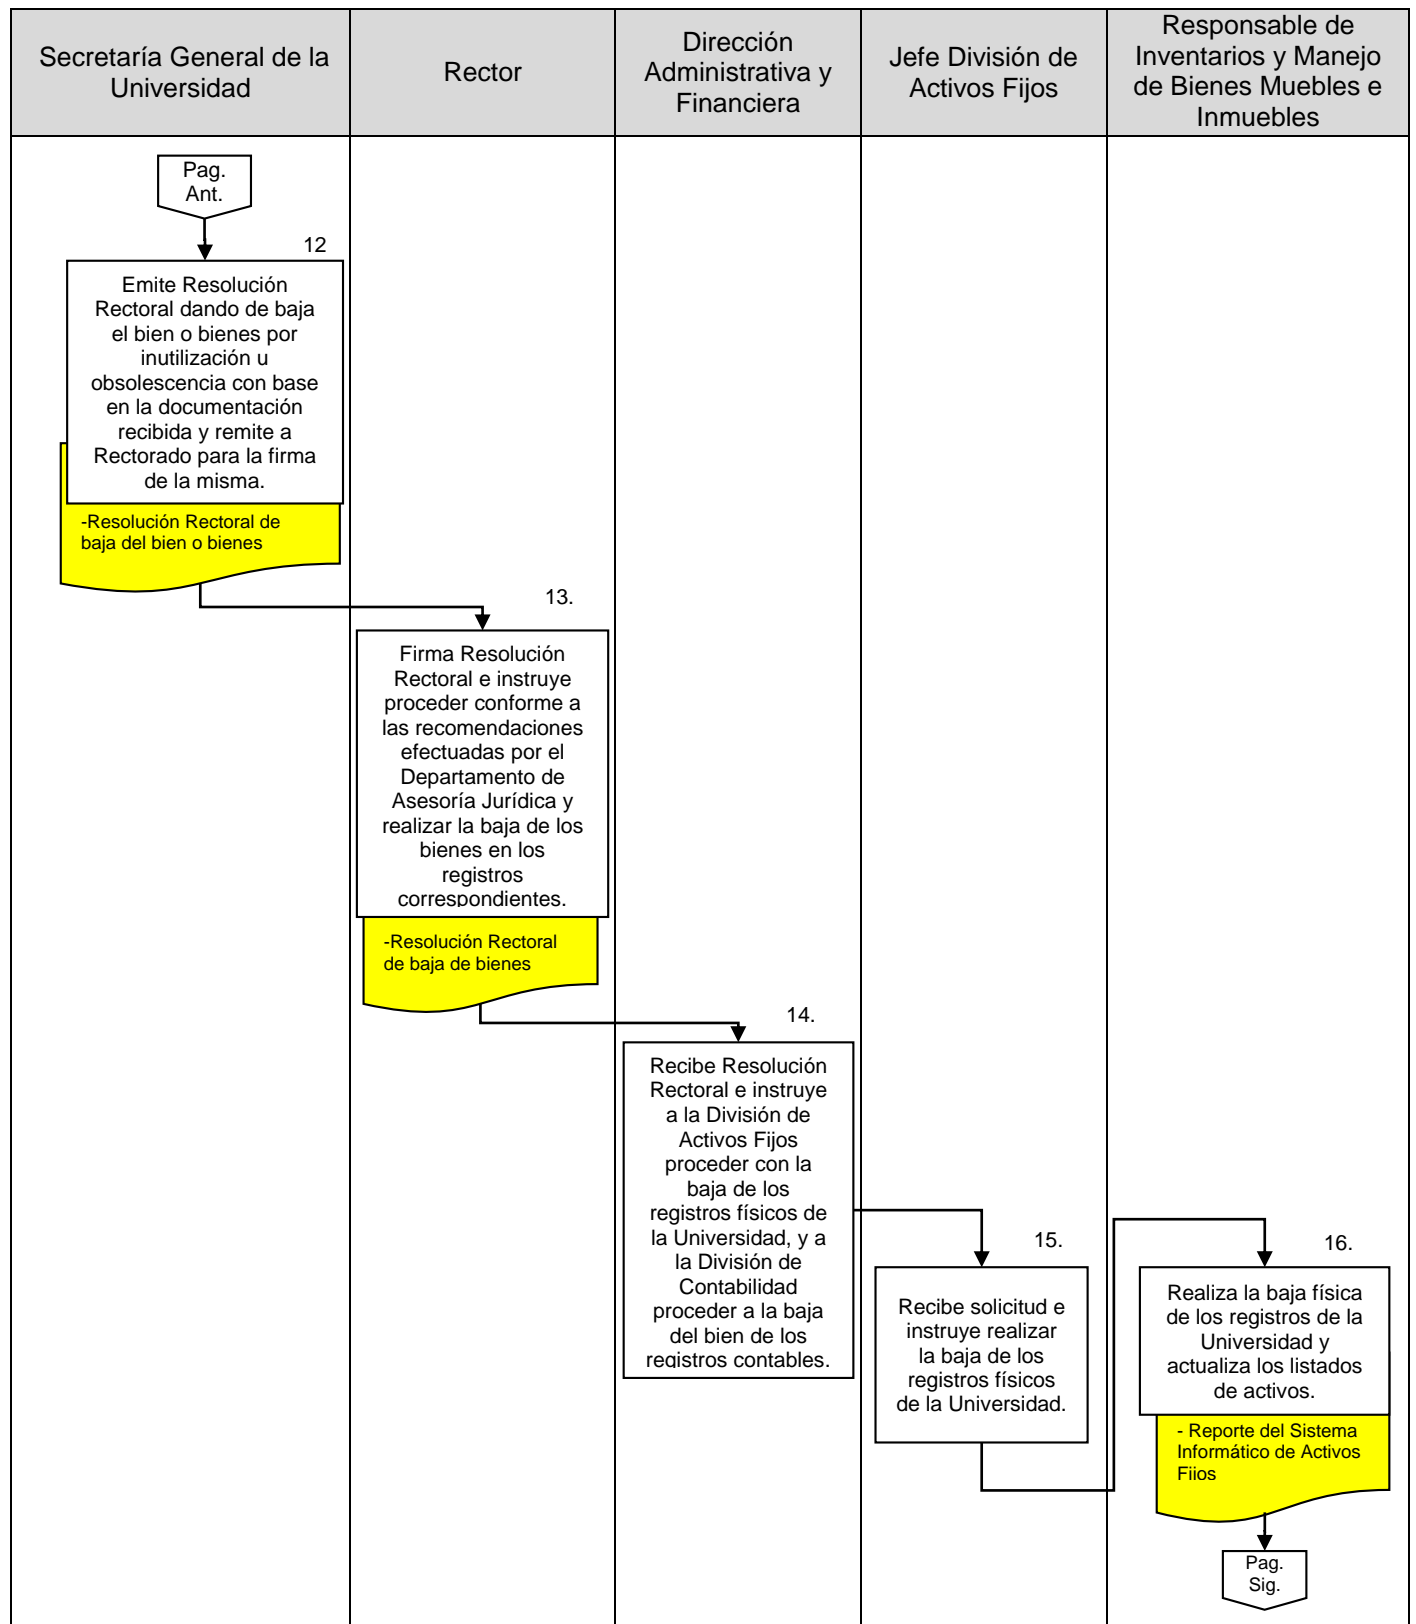 Secretaría General de la
Universidad
Rector
Dirección
Administrativa y
Financiera
Jefe División de
Activos Fijos
Responsable de
Inventarios y Manejo
de Bienes Muebles e
Inmuebles
Pag.
Ant.
12
Emite Resolución
Rectoral dando de baja
el bien o bienes por
inutilización u
obsolescencia con base
en la documentación
recibida y remite a
Rectorado para la firma
de la misma.
-Resolución Rectoral de
baja del bien o bienes
13.
Firma Resolución
Rectoral e instruye
proceder conforme a
las recomendaciones
efectuadas por el
Departamento de
Asesoría Jurídica y
realizar la baja de los
bienes en los
registros
correspondientes.
-Resolución Rectoral
de baja de bienes
14.
Recibe Resolución
Rectoral e instruye
a la División de
Activos Fijos
proceder con la
baja de los
registros físicos de
la Universidad, y a
la División de
Contabilidad
proceder a la baja
del bien de los
registros contables.
15.
Recibe solicitud e
instruye realizar
la baja de los
registros físicos
de la Universidad.
16.
Realiza la baja física
de los registros de la
Universidad y
actualiza los listados
de activos.
- Reporte del Sistema
Informático de Activos
Fijos
Pag.
Sig.